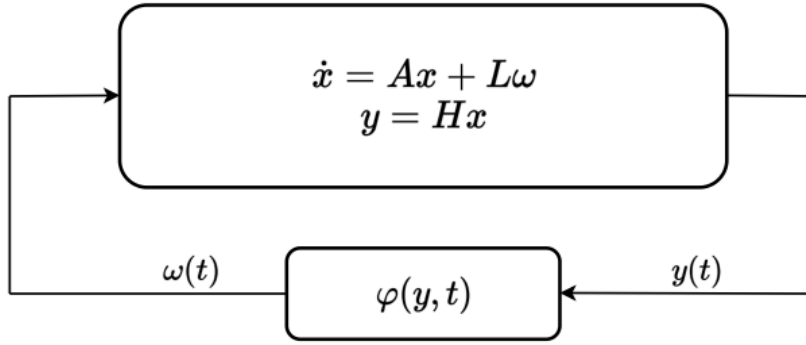 ẋ = Ax + Lω
y = Hx
ω(t)
φ(y, t)
y(t)